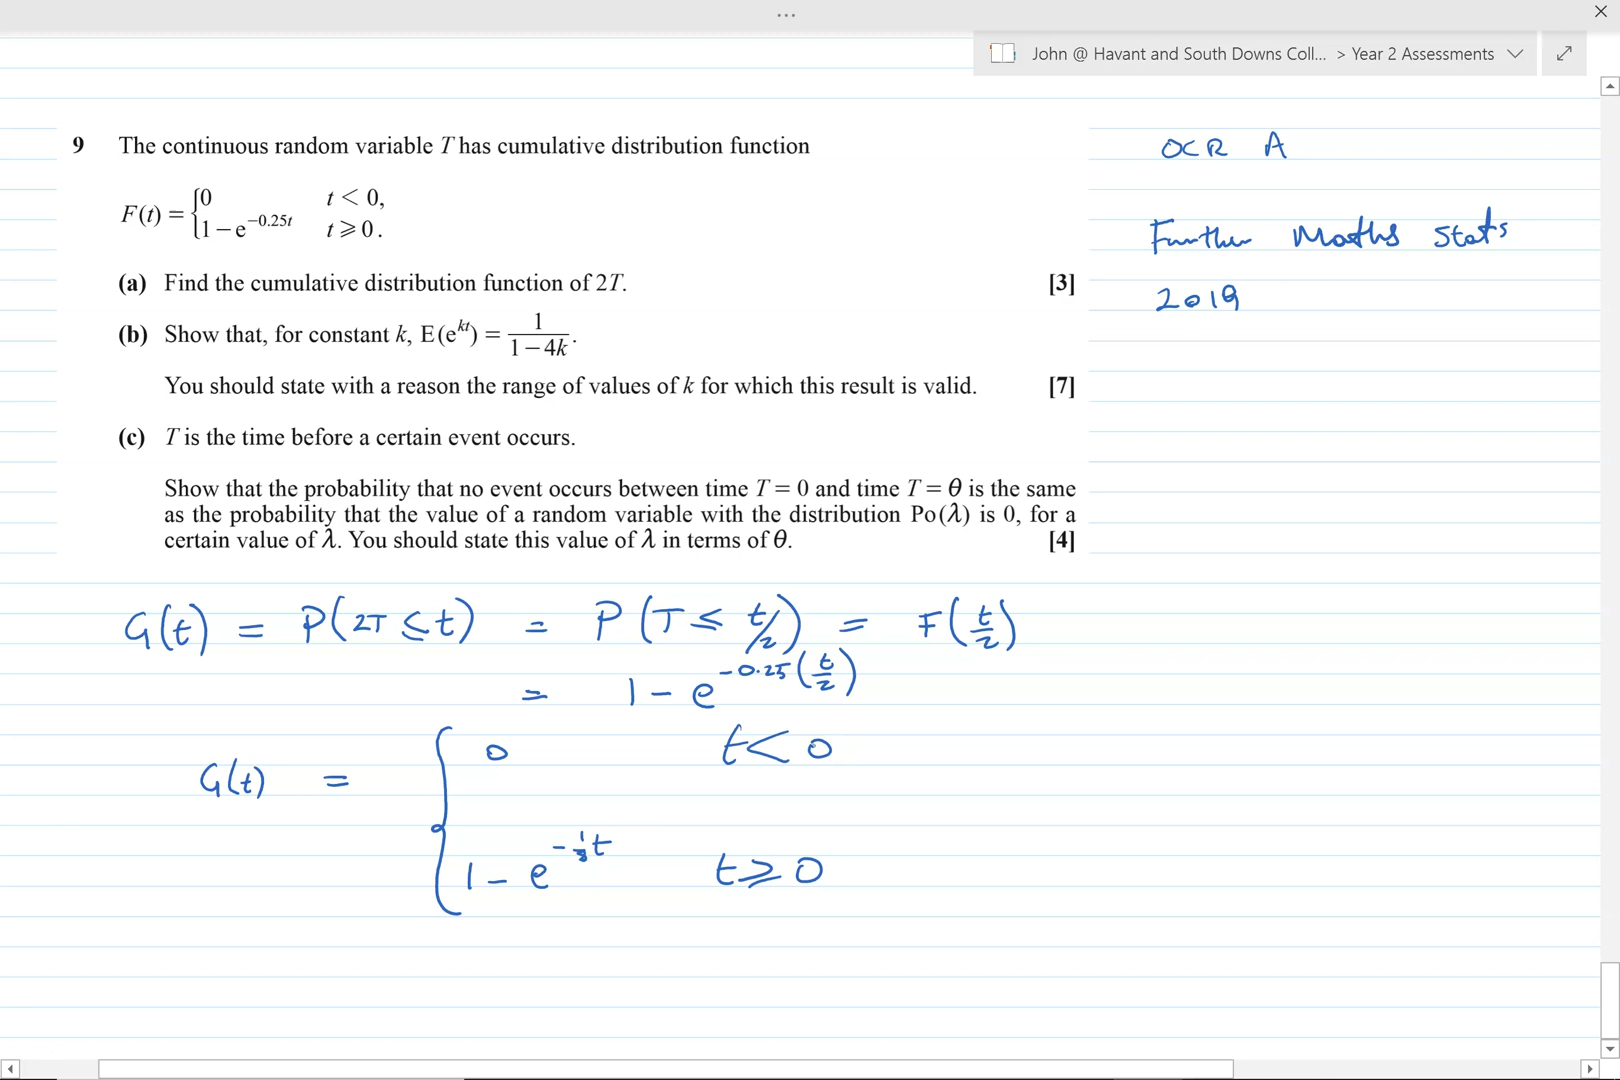 ...
John @ Havant and South Downs Coll... > Year 2 Assessments
9 The continuous random variable T has cumulative distribution function
F(t) = {0 t < 0,
1 − e^{−0.25t} t ⩾ 0.
(a) Find the cumulative distribution function of 2T. [3]
(b) Show that, for constant k, E(e^{kt}) = 1/(1 − 4k).
You should state with a reason the range of values of k for which this result is valid. [7]
(c) T is the time before a certain event occurs.
Show that the probability that no event occurs between time T = 0 and time T = θ is the same
as the probability that the value of a random variable with the distribution Po(λ) is 0, for a
certain value of λ. You should state this value of λ in terms of θ. [4]
OCR A
Further Maths Stats
2019
G(t) = P(2T ≤ t) = P(T ≤ t/2) = F(t/2)
= 1 − e^{−0.25(t/2)}
G(t) = { 0 t < 0
1 − e^{−1/8 t} t ⩾ 0